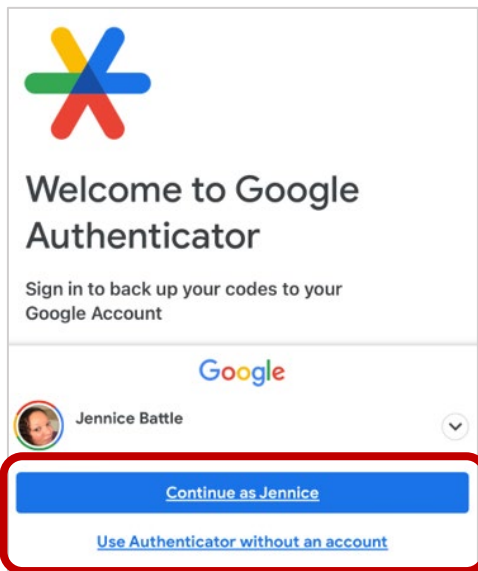 Welcome to Google
Authenticator
Sign in to back up your codes to your
Google Account
Google
Jennice Battle
Continue as Jennice
Use Authenticator without an account